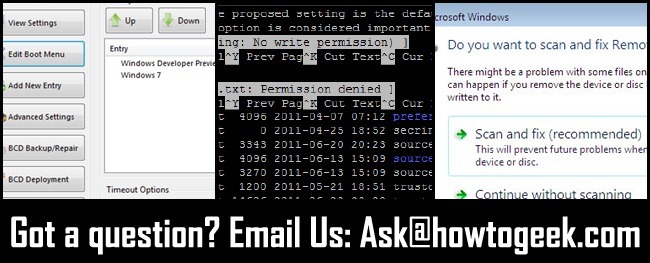 View Settings
Edit Boot Menu
Add New Entry
Advanced Settings
BCD Backup/Repair
BCD Deployment
Up
Down
Entry
Windows Developer Previe
Windows 7
Timeout Options
e proposed setting is the defau
option is considered important
ing: No write permission) ]
^Y Prev Pag^K Cut Text^C Cur
.txt: Permission denied ]
^Y Prev Pag^K Cut Text^C Cur
4096 2011-04-07 07:12 prefer
0 2011-04-25 18:52 secrin
3343 2011-06-20 20:23 source
4096 2011-06-13 15:09 source
3270 2011-06-13 15:09 source
1200 2011-05-21 18:51 trustd
crosoft Windows
Do you want to scan and fix Remo
There might be a problem with some files on
can happen if you remove the device or disc
written to it.
Scan and fix (recommended)
This will prevent future problems whe
device or disc.
Continue without scanning
Got a question? Email Us: Ask@howtogeek.com